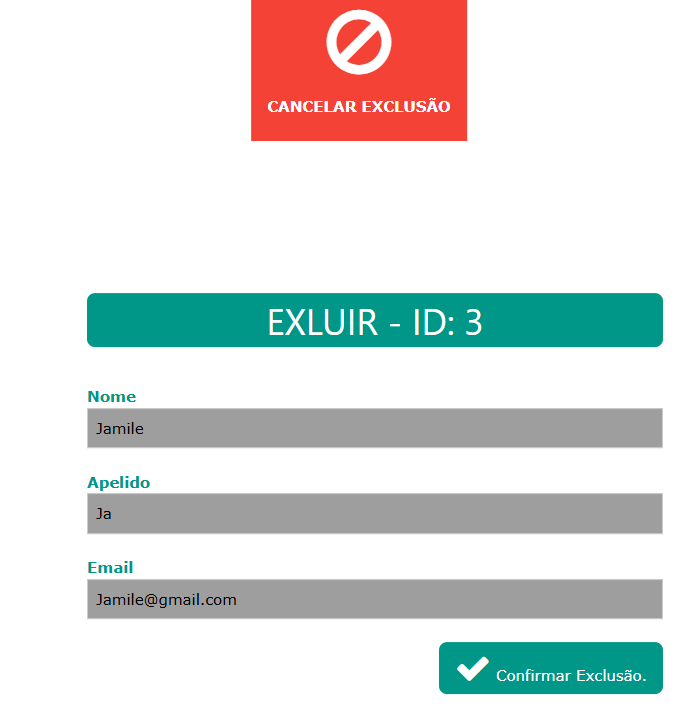 CANCELAR EXCLUSÃO
EXLUIR - ID: 3
Nome
Jamile
Apelido
Ja
Email
Jamile@gmail.com
Confirmar Exclusão.